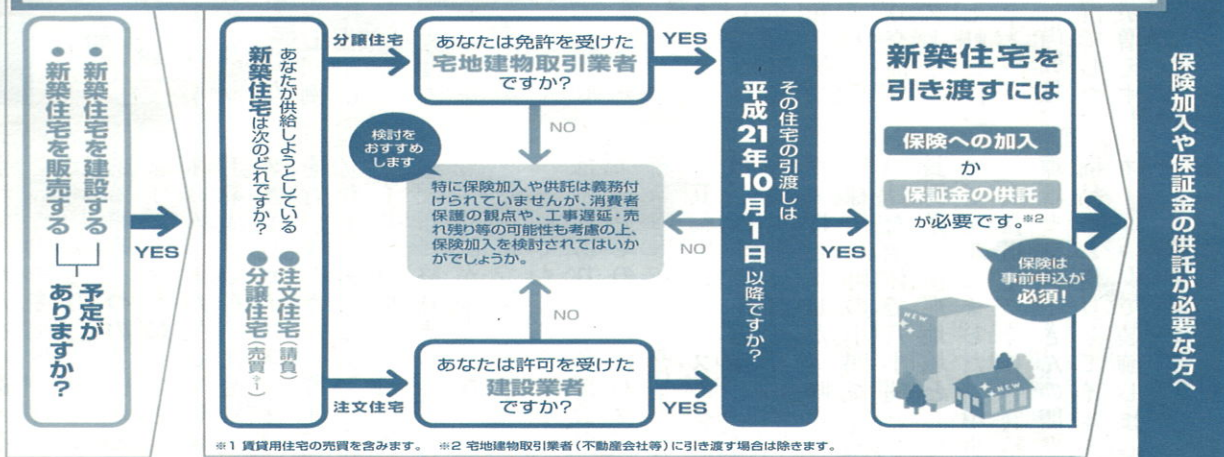 ●新築住宅を建設する
●新築住宅を販売する
予定が
ありますか?
YES
あなたが供給しようとしている
新築住宅は次のどれですか?
●注文住宅(請負)
●分譲住宅(売買※1)
分譲住宅
注文住宅
あなたは免許を受けた
宅地建物取引業者
ですか?
YES
NO
検討を
おすすめ
します
特に保険加入や供託は義務付
けられていませんが、消費者
保護の観点や、工事遅延・売
れ残り等の可能性も考慮の上、
保険加入を検討されてはいか
がでしょうか。
NO
あなたは許可を受けた
建設業者
ですか?
YES
その住宅の引渡しは
平成21年10月1日以降ですか?
NO
YES
新築住宅を
引き渡すには
保険への加入
か
保証金の供託
が必要です。※2
保険は
事前申込が
必須!
NEW
NEW
保険加入や保証金の供託が必要な方へ
※1 賃貸用住宅の売買を含みます。 ※2 宅地建物取引業者(不動産会社等)に引き渡す場合は除きます。